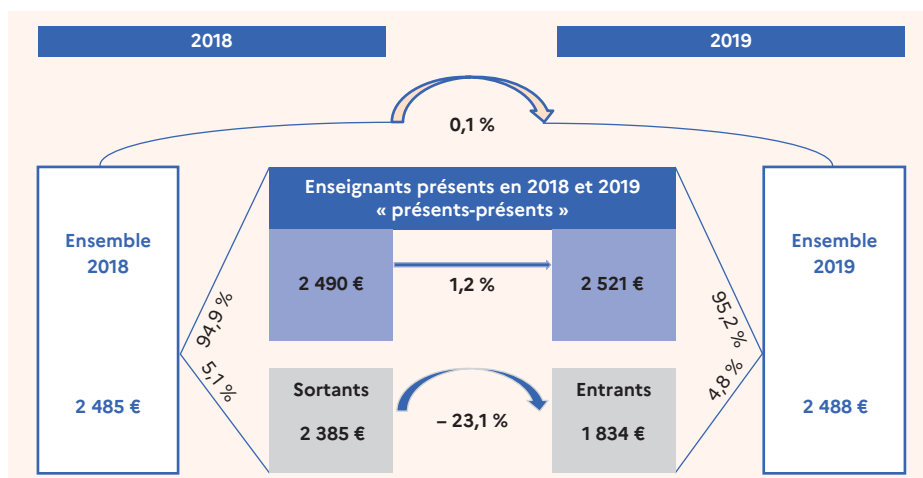 2018
2019
0,1 %
Enseignants présents en 2018 et 2019
« présents-présents »
Ensemble
2018
Ensemble
2019
2 490 €
1,2 %
2 521 €
94,9 %
95,2 %
5,1 %
4,8 %
Sortants
Entrants
2 485 €
2 385 €
– 23,1 %
1 834 €
2 488 €